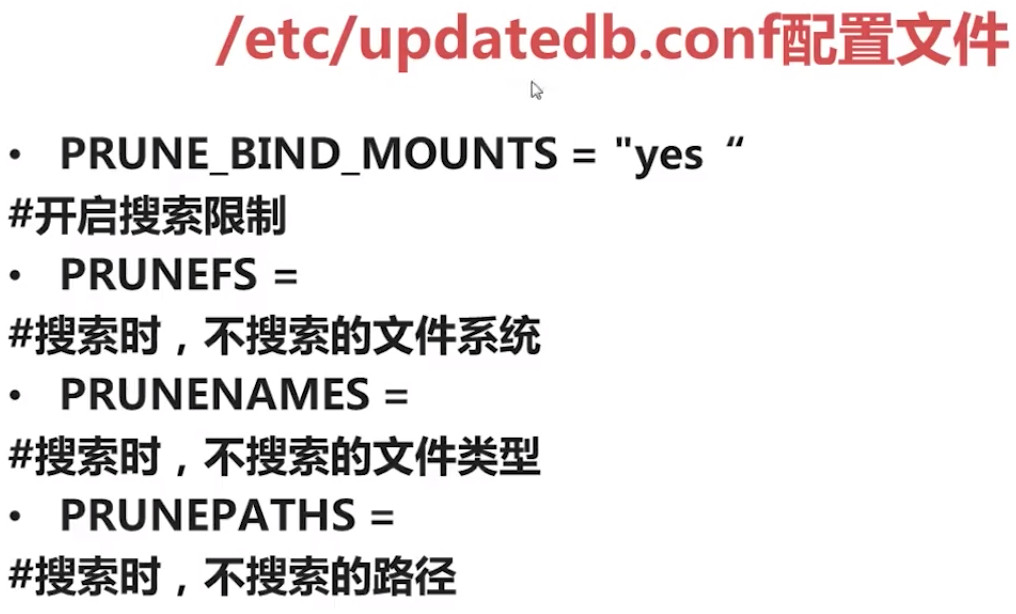 /etc/updatedb.conf配置文件
• PRUNE_BIND_MOUNTS = "yes “
#开启搜索限制
• PRUNEFS =
#搜索时，不搜索的文件系统
• PRUNENAMES =
#搜索时，不搜索的文件类型
• PRUNEPATHS =
#搜索时，不搜索的路径